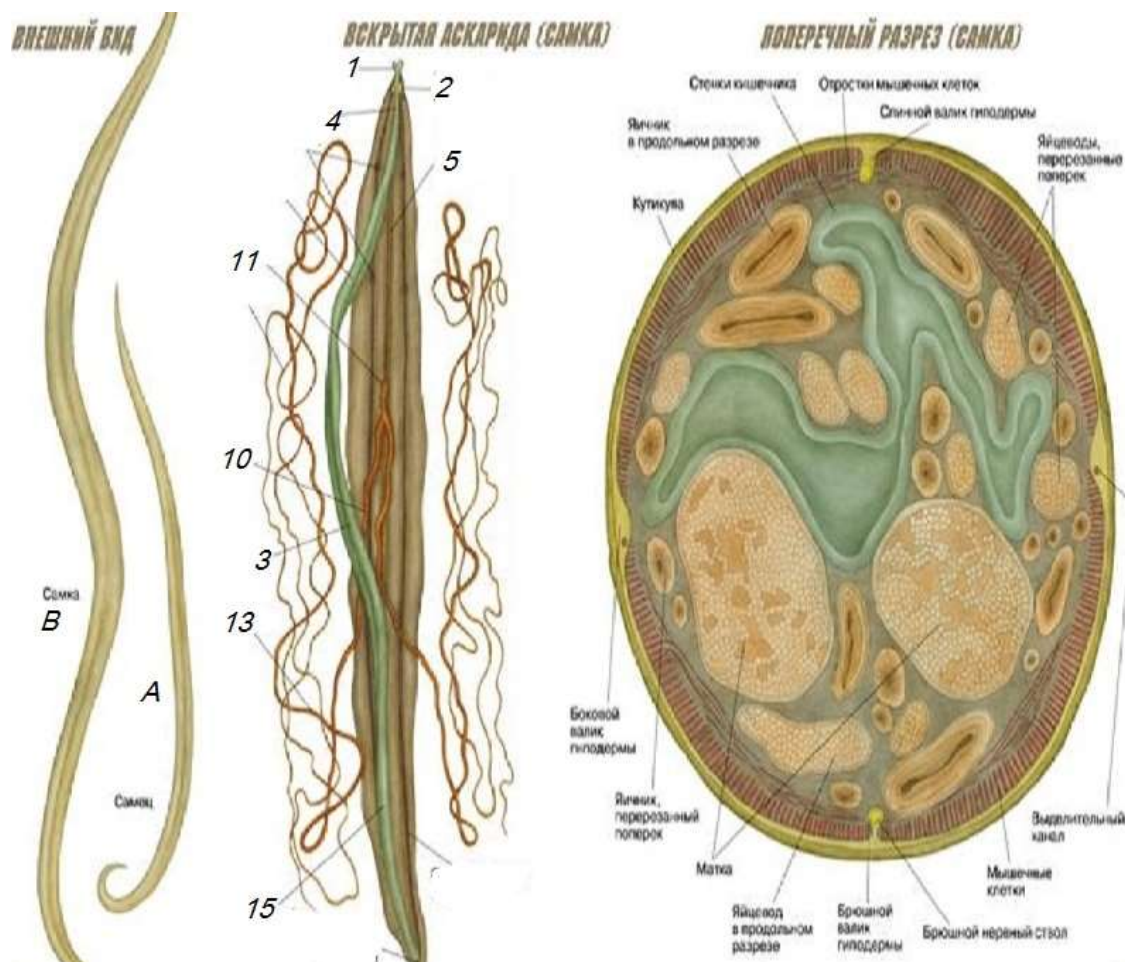 ВНЕШНИЙ ВИД
ВСКРЫТАЯ АСКАРИДА (САМКА)
ПОПЕРЕЧНЫЙ РАЗРЕЗ (САМКА)
1
2
4
5
11
10
3
13
15
Самка
В
А
Самец
Стенки кишечника
Отростки мышечных клеток
Спинной валик гиподермы
Яичник
в продольном разрезе
Яйцеводы,
перерезанные
поперек
Кутикула
Боковой
валик
гиподермы
Яичник,
перерезанный
поперек
Матка
Яйцевод
в продольном
разрезе
Брюшной
валик
гиподермы
Брюшной нервный ствол
Мышечные
клетки
Выделительный
канал